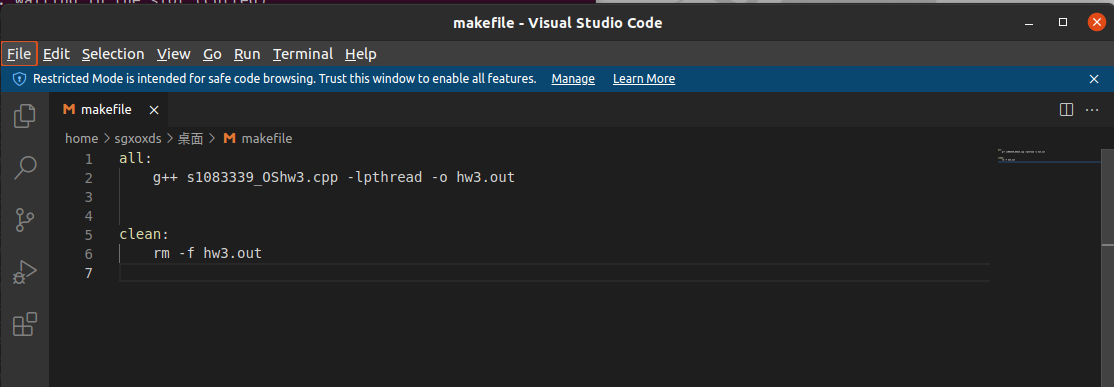 makefile - Visual Studio Code
File Edit Selection View Go Run Terminal Help
Restricted Mode is intended for safe code browsing. Trust this window to enable all features. Manage Learn More
makefile
home > sgxoxds > 桌面 > makefile
1 all:
2 g++ s1083339_OShw3.cpp -lpthread -o hw3.out
3
4
5 clean:
6 rm -f hw3.out
7